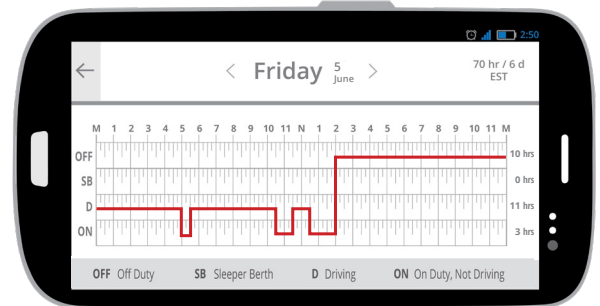 2:50
Friday 5 June
70 hr / 6 d
EST
M 1 2 3 4 5 6 7 8 9 10 11 N 1 2 3 4 5 6 7 8 9 10 11 M
OFF 10 hrs
SB 0 hrs
D 11 hrs
ON 3 hrs
OFF Off Duty SB Sleeper Berth D Driving ON On Duty, Not Driving